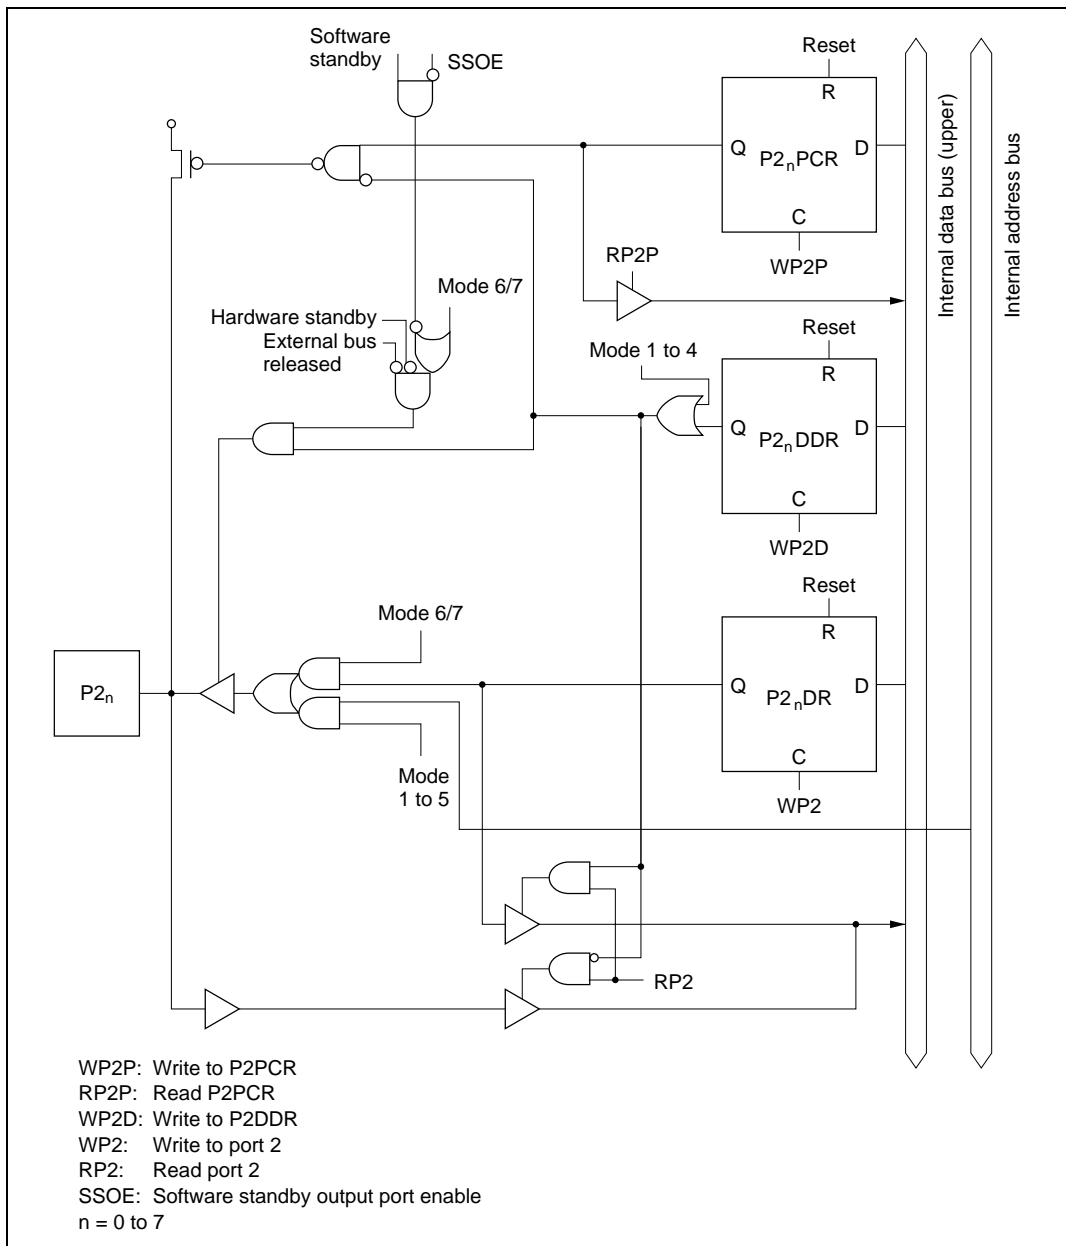 Software
standby
SSOE
Reset
R
Q
P2nPCR
D
C
WP2P
RP2P
Mode 6/7
Hardware standby
External bus
released
Internal data bus (upper)
Internal address bus
Reset
Mode 1 to 4
R
Q
P2nDDR
D
C
WP2D
Reset
Mode 6/7
R
P2n
Q
P2nDR
D
C
Mode
1 to 5
WP2
RP2
WP2P: Write to P2PCR
RP2P: Read P2PCR
WP2D: Write to P2DDR
WP2: Write to port 2
RP2: Read port 2
SSOE: Software standby output port enable
n = 0 to 7